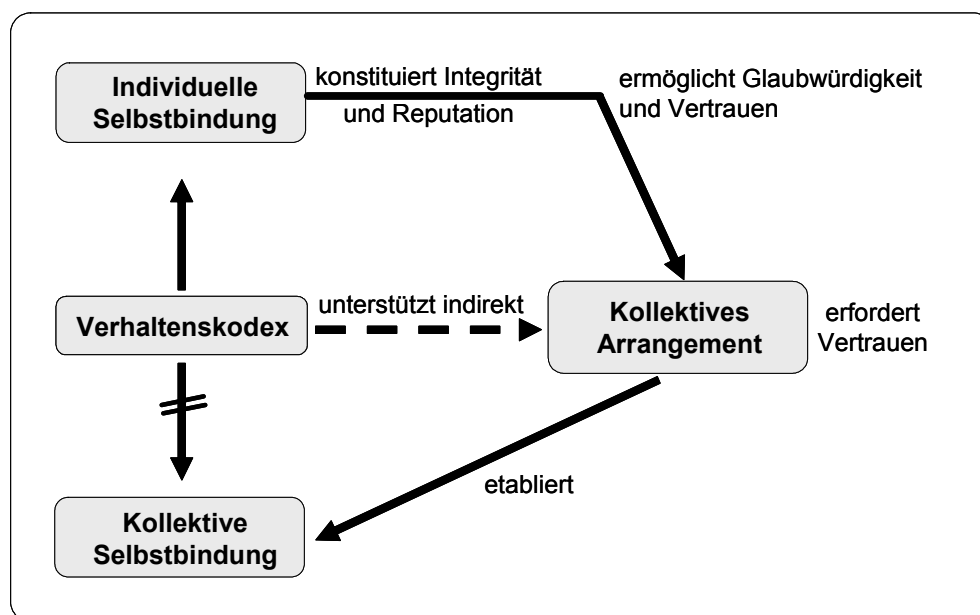 Individuelle
Selbstbindung
konstituiert Integrität
und Reputation
ermöglicht Glaubwürdigkeit
und Vertrauen
Verhaltenskodex
unterstützt indirekt
Kollektives
Arrangement
erfordert
Vertrauen
etabliert
Kollektive
Selbstbindung